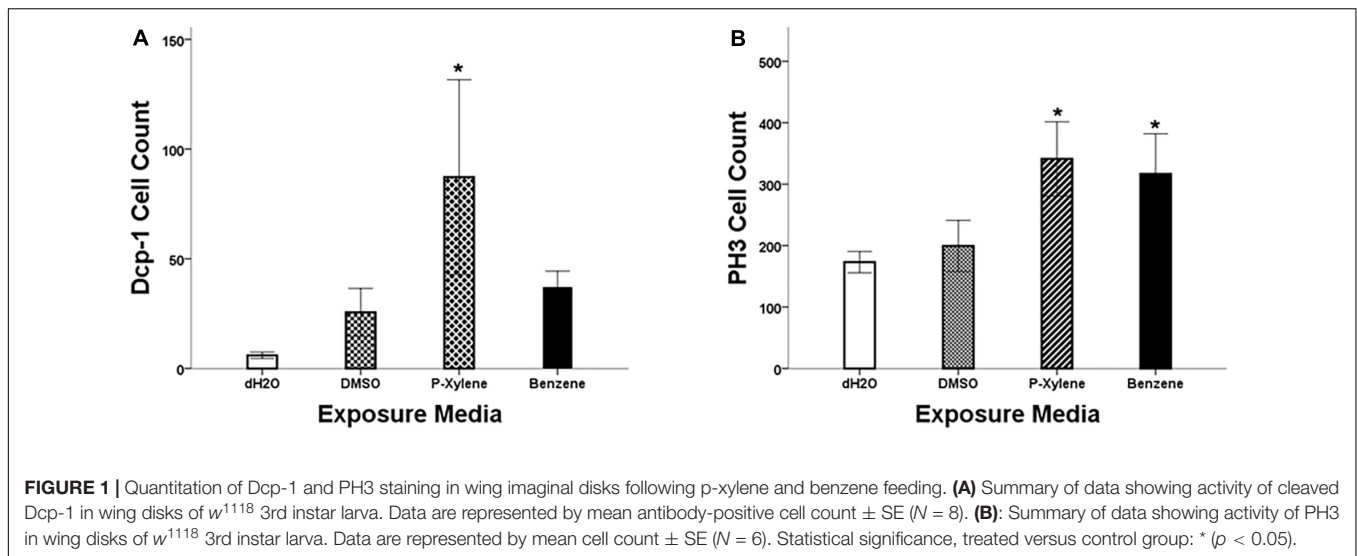 A
150
100
50
0
Dcp-1 Cell Count
*
dH2O DMSO P-Xylene Benzene
Exposure Media
B
500
400
300
200
100
0
PH3 Cell Count
* *
dH2O DMSO P-Xylene Benzene
Exposure Media
FIGURE 1 | Quantitation of Dcp-1 and PH3 staining in wing imaginal disks following p-xylene and benzene feeding. (A) Summary of data showing activity of cleaved
Dcp-1 in wing disks of w¹¹¹⁸ 3rd instar larva. Data are represented by mean antibody-positive cell count ± SE (N = 8). (B): Summary of data showing activity of PH3
in wing disks of w¹¹¹⁸ 3rd instar larva. Data are represented by mean cell count ± SE (N = 6). Statistical significance, treated versus control group: * (p < 0.05).